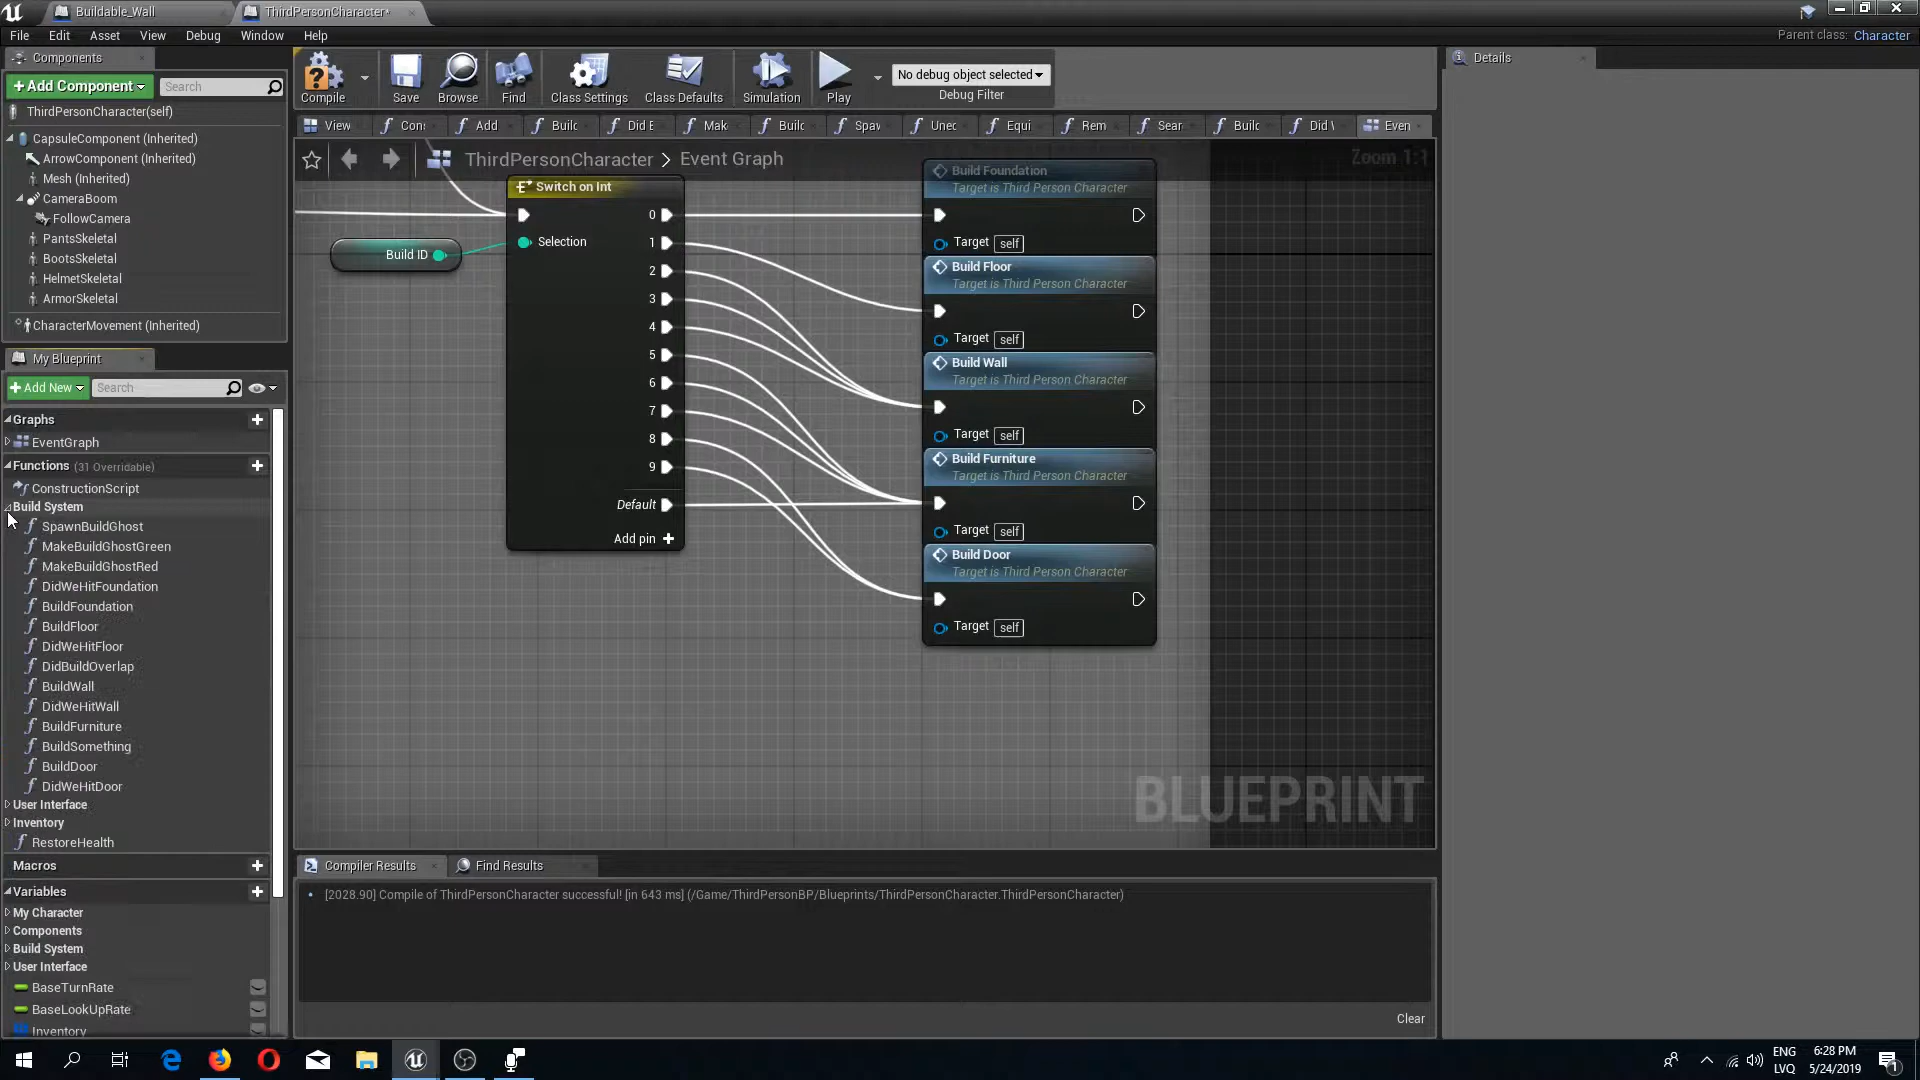 Buildable_Wall
ThirdPersonCharacter*
File Edit Asset View Debug Window Help
Parent class: Character
Components
Details
+ Add Component
Search
Compile
Save
Browse
Find
Class Settings
Class Defaults
Simulation
Play
No debug object selected
Debug Filter
ThirdPersonCharacter(self)
CapsuleComponent (Inherited)
ArrowComponent (Inherited)
Mesh (Inherited)
CameraBoom
FollowCamera
PantsSkeletal
BootsSkeletal
HelmetSkeletal
ArmorSkeletal
CharacterMovement (Inherited)
View
Con:
Add
Builc
Did E
Mak
Builc
Spav
Unec
Equi
Rem
Sear
Builc
Did \
Even
ThirdPersonCharacter > Event Graph
Zoom 1:1
Switch on Int
Build ID
Selection
0
1
2
3
4
5
6
7
8
9
Default
Add pin +
Build Foundation
Target is Third Person Character
Target self
Build Floor
Target is Third Person Character
Target self
Build Wall
Target is Third Person Character
Target self
Build Furniture
Target is Third Person Character
Target self
Build Door
Target is Third Person Character
Target self
BLUEPRINT
My Blueprint
+ Add New
Search
Graphs
EventGraph
Functions (31 Overridable)
ConstructionScript
Build System
SpawnBuildGhost
MakeBuildGhostGreen
MakeBuildGhostRed
DidWeHitFoundation
BuildFoundation
BuildFloor
DidWeHitFloor
DidBuildOverlap
BuildWall
DidWeHitWall
BuildFurniture
BuildSomething
BuildDoor
DidWeHitDoor
User Interface
Inventory
RestoreHealth
Macros
Variables
My Character
Components
Build System
User Interface
BaseTurnRate
BaseLookUpRate
Inventory
Compiler Results
Find Results
[2028.90] Compile of ThirdPersonCharacter successful! [in 643 ms] (/Game/ThirdPersonBP/Blueprints/ThirdPersonCharacter.ThirdPersonCharacter)
Clear
ENG
LVQ
6:28 PM
5/24/2019
1